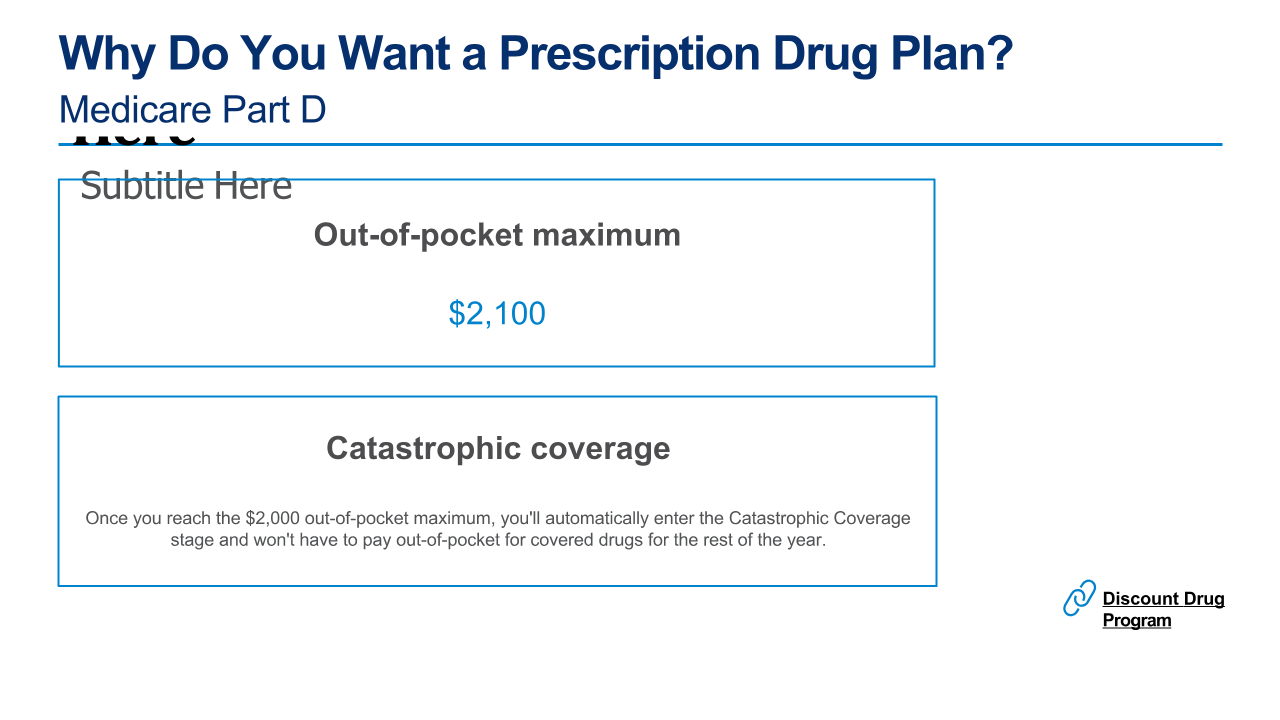 Why Do You Want a Prescription Drug Plan?
Medicare Part D
Here
Subtitle Here
Out-of-pocket maximum
$2,100
Catastrophic coverage
Once you reach the $2,000 out-of-pocket maximum, you'll automatically enter the Catastrophic Coverage
stage and won't have to pay out-of-pocket for covered drugs for the rest of the year.
Discount Drug
Program